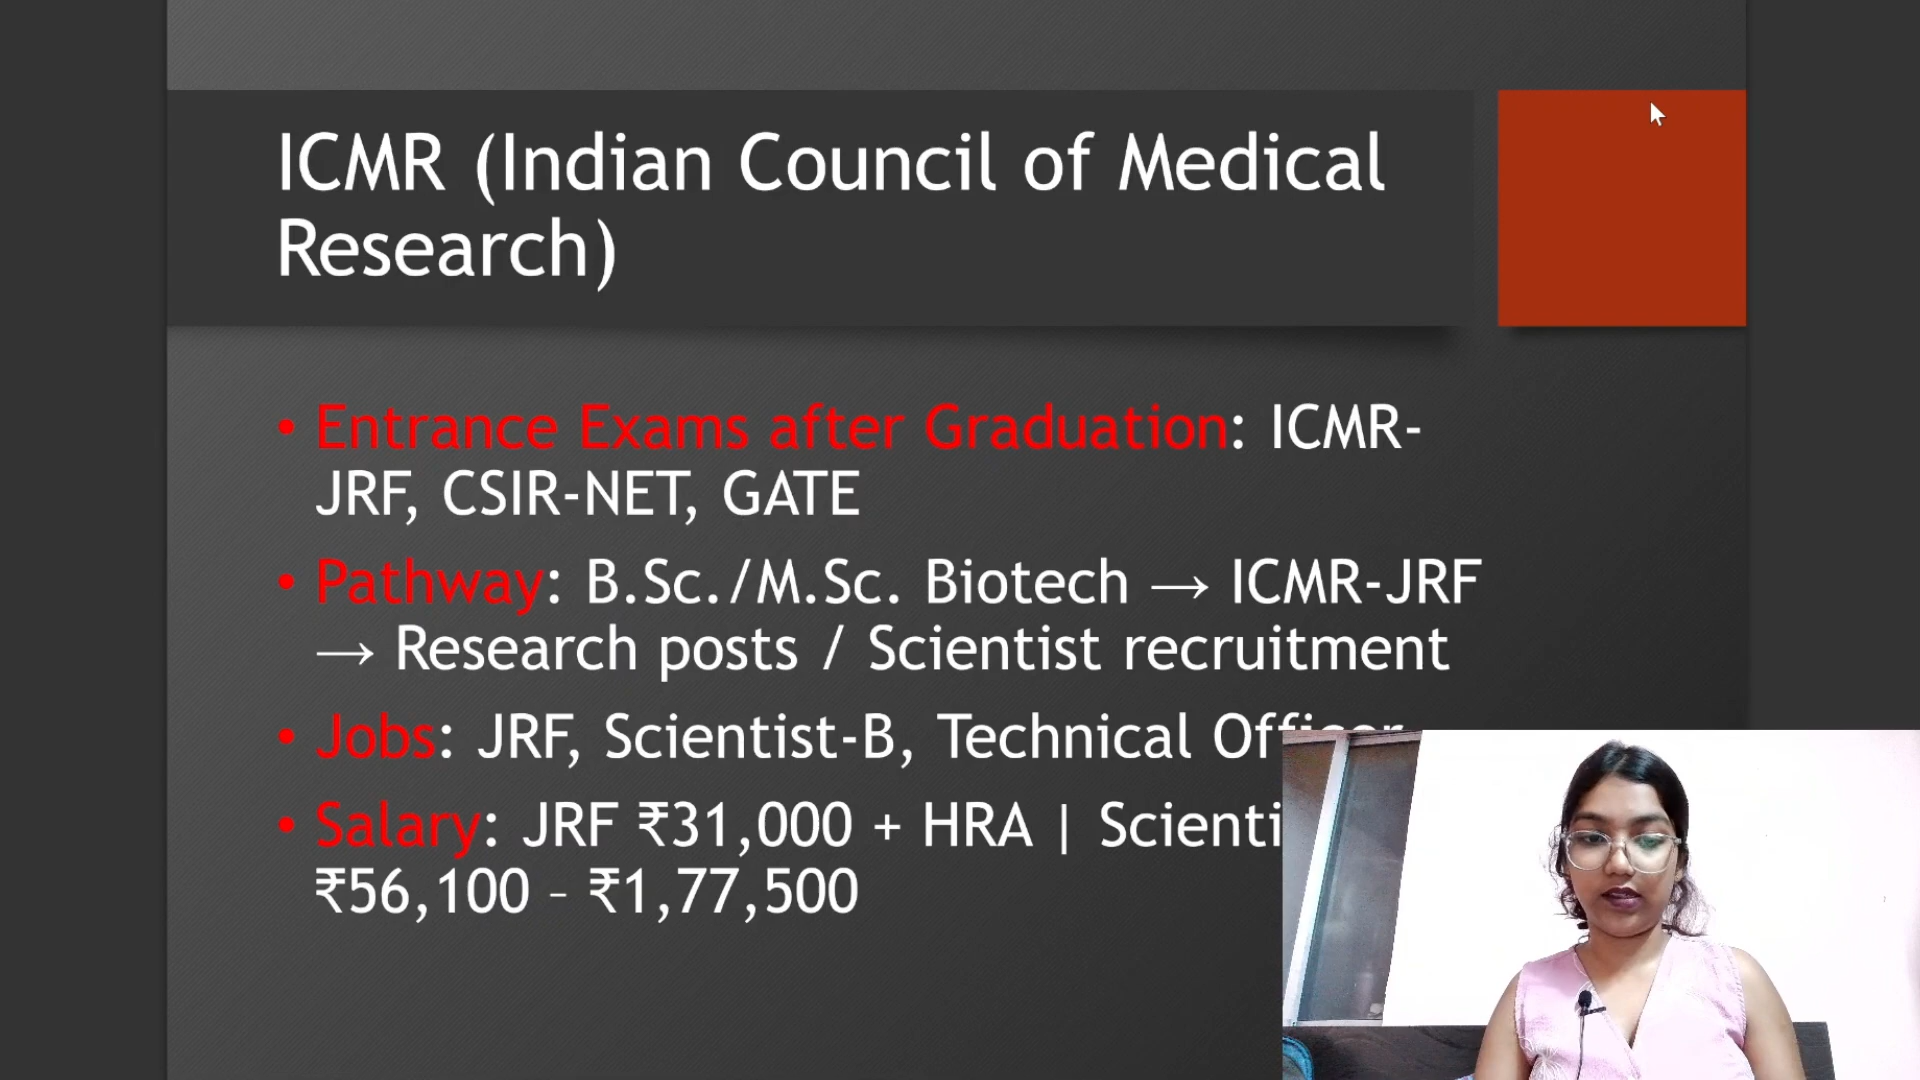 ICMR (Indian Council of Medical
Research)
• Entrance Exams after Graduation: ICMR-
JRF, CSIR-NET, GATE
• Pathway: B.Sc./M.Sc. Biotech → ICMR-JRF
→ Research posts / Scientist recruitment
• Jobs: JRF, Scientist-B, Technical Officer
• Salary: JRF ₹31,000 + HRA | Scienti
₹56,100 – ₹1,77,500